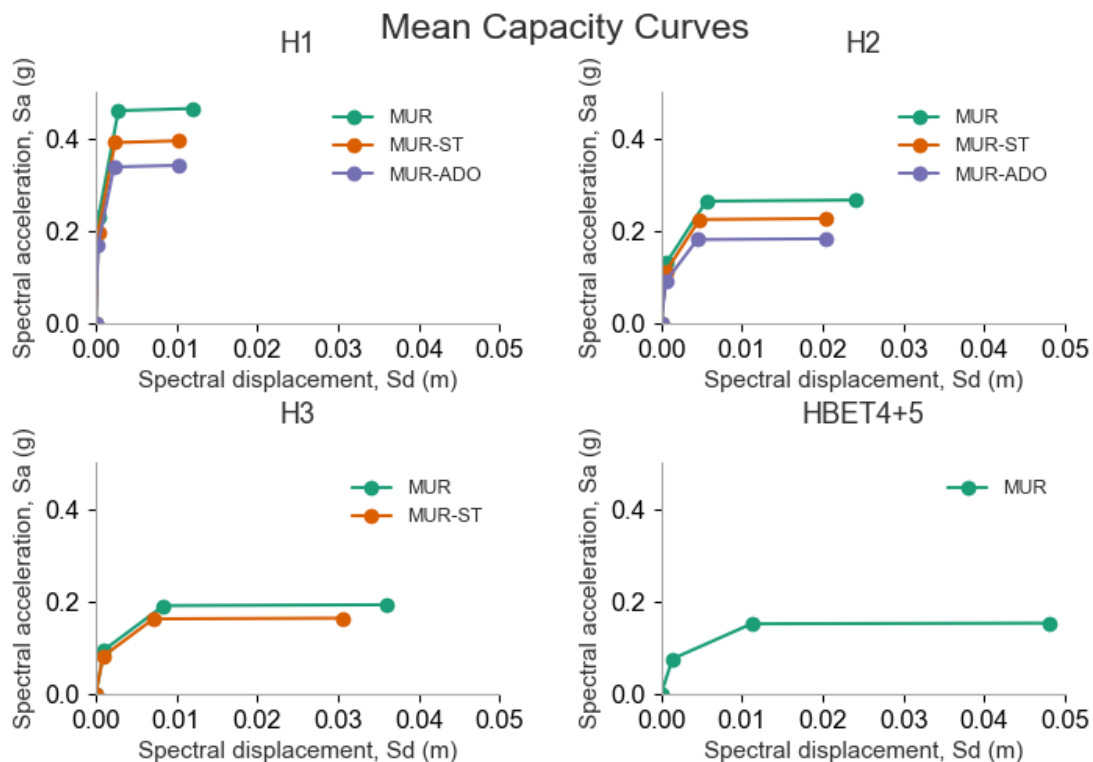 Mean Capacity Curves
H1
Spectral acceleration, Sa (g)
0.4
0.2
0.0
0.00 0.01 0.02 0.03 0.04 0.05
Spectral displacement, Sd (m)
MUR
MUR-ST
MUR-ADO
H2
Spectral acceleration, Sa (g)
0.4
0.2
0.0
0.00 0.01 0.02 0.03 0.04 0.05
Spectral displacement, Sd (m)
MUR
MUR-ST
MUR-ADO
H3
Spectral acceleration, Sa (g)
0.4
0.2
0.0
0.00 0.01 0.02 0.03 0.04 0.05
Spectral displacement, Sd (m)
MUR
MUR-ST
HBET4+5
Spectral acceleration, Sa (g)
0.4
0.2
0.0
0.00 0.01 0.02 0.03 0.04 0.05
Spectral displacement, Sd (m)
MUR